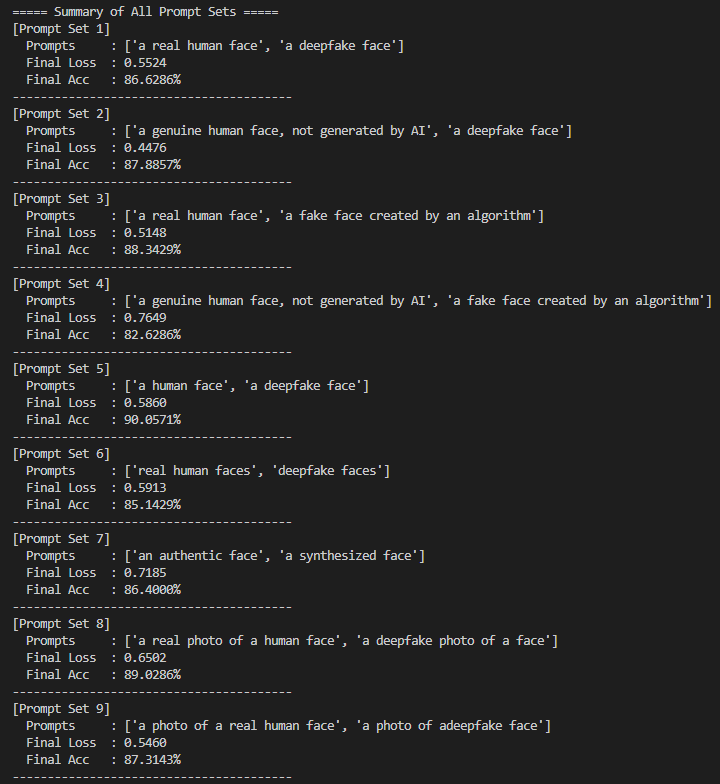 ===== Summary of All Prompt Sets =====
[Prompt Set 1]
  Prompts     : ['a real human face', 'a deepfake face']
  Final Loss  : 0.5524
  Final Acc   : 86.6286%
----------------------------------------
[Prompt Set 2]
  Prompts     : ['a genuine human face, not generated by AI', 'a deepfake face']
  Final Loss  : 0.4476
  Final Acc   : 87.8857%
----------------------------------------
[Prompt Set 3]
  Prompts     : ['a real human face', 'a fake face created by an algorithm']
  Final Loss  : 0.5148
  Final Acc   : 88.3429%
----------------------------------------
[Prompt Set 4]
  Prompts     : ['a genuine human face, not generated by AI', 'a fake face created by an algorithm']
  Final Loss  : 0.7649
  Final Acc   : 82.6286%
----------------------------------------
[Prompt Set 5]
  Prompts     : ['a human face', 'a deepfake face']
  Final Loss  : 0.5860
  Final Acc   : 90.0571%
----------------------------------------
[Prompt Set 6]
  Prompts     : ['real human faces', 'deepfake faces']
  Final Loss  : 0.5913
  Final Acc   : 85.1429%
----------------------------------------
[Prompt Set 7]
  Prompts     : ['an authentic face', 'a synthesized face']
  Final Loss  : 0.7185
  Final Acc   : 86.4000%
----------------------------------------
[Prompt Set 8]
  Prompts     : ['a real photo of a human face', 'a deepfake photo of a face']
  Final Loss  : 0.6502
  Final Acc   : 89.0286%
----------------------------------------
[Prompt Set 9]
  Prompts     : ['a photo of a real human face', 'a photo of adeepfake face']
  Final Loss  : 0.5460
  Final Acc   : 87.3143%
----------------------------------------